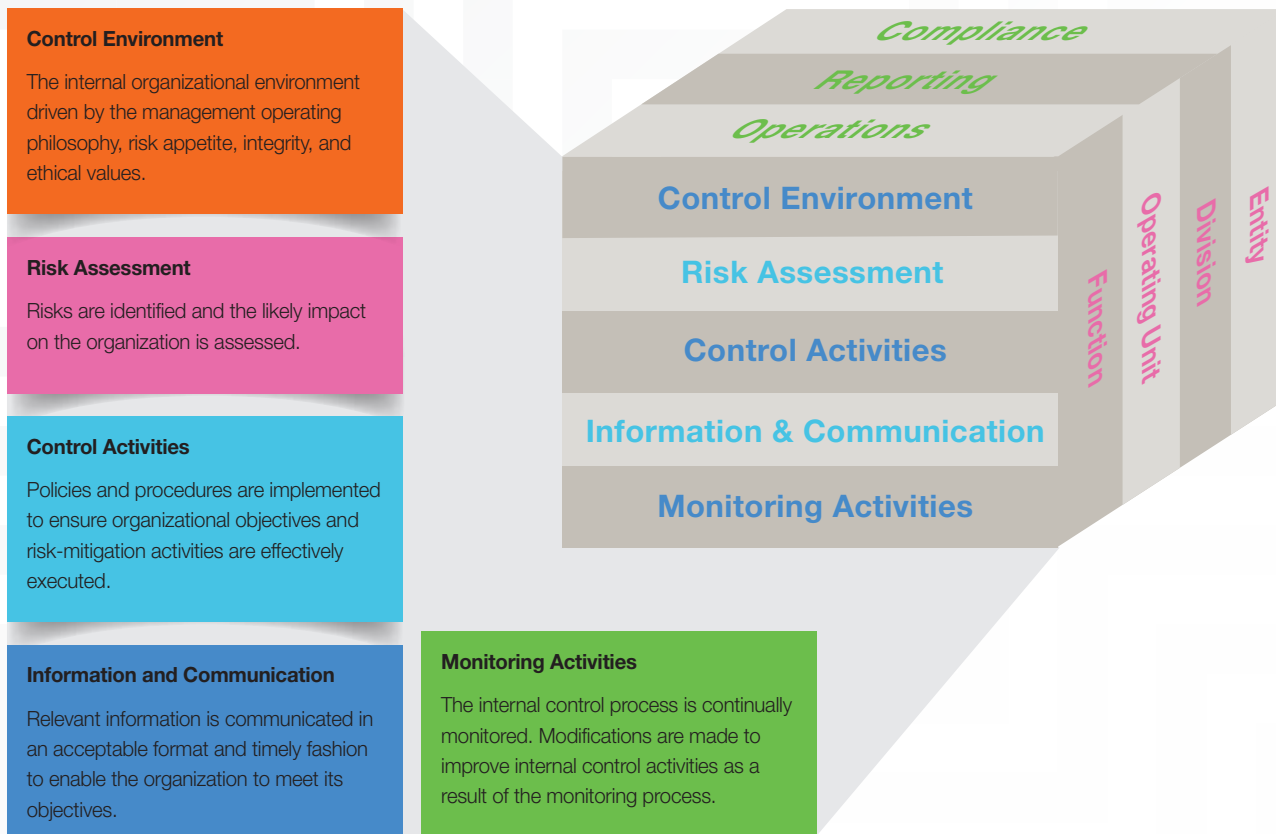 Control Environment
The internal organizational environment
driven by the management operating
philosophy, risk appetite, integrity, and
ethical values.
Risk Assessment
Risks are identified and the likely impact
on the organization is assessed.
Control Activities
Policies and procedures are implemented
to ensure organizational objectives and
risk-mitigation activities are effectively
executed.
Information and Communication
Relevant information is communicated in
an acceptable format and timely fashion
to enable the organization to meet its
objectives.
Monitoring Activities
The internal control process is continually
monitored. Modifications are made to
improve internal control activities as a
result of the monitoring process.
Compliance
Reporting
Operations
Control Environment
Risk Assessment
Control Activities
Information & Communication
Monitoring Activities
Function
Operating Unit
Division
Entity